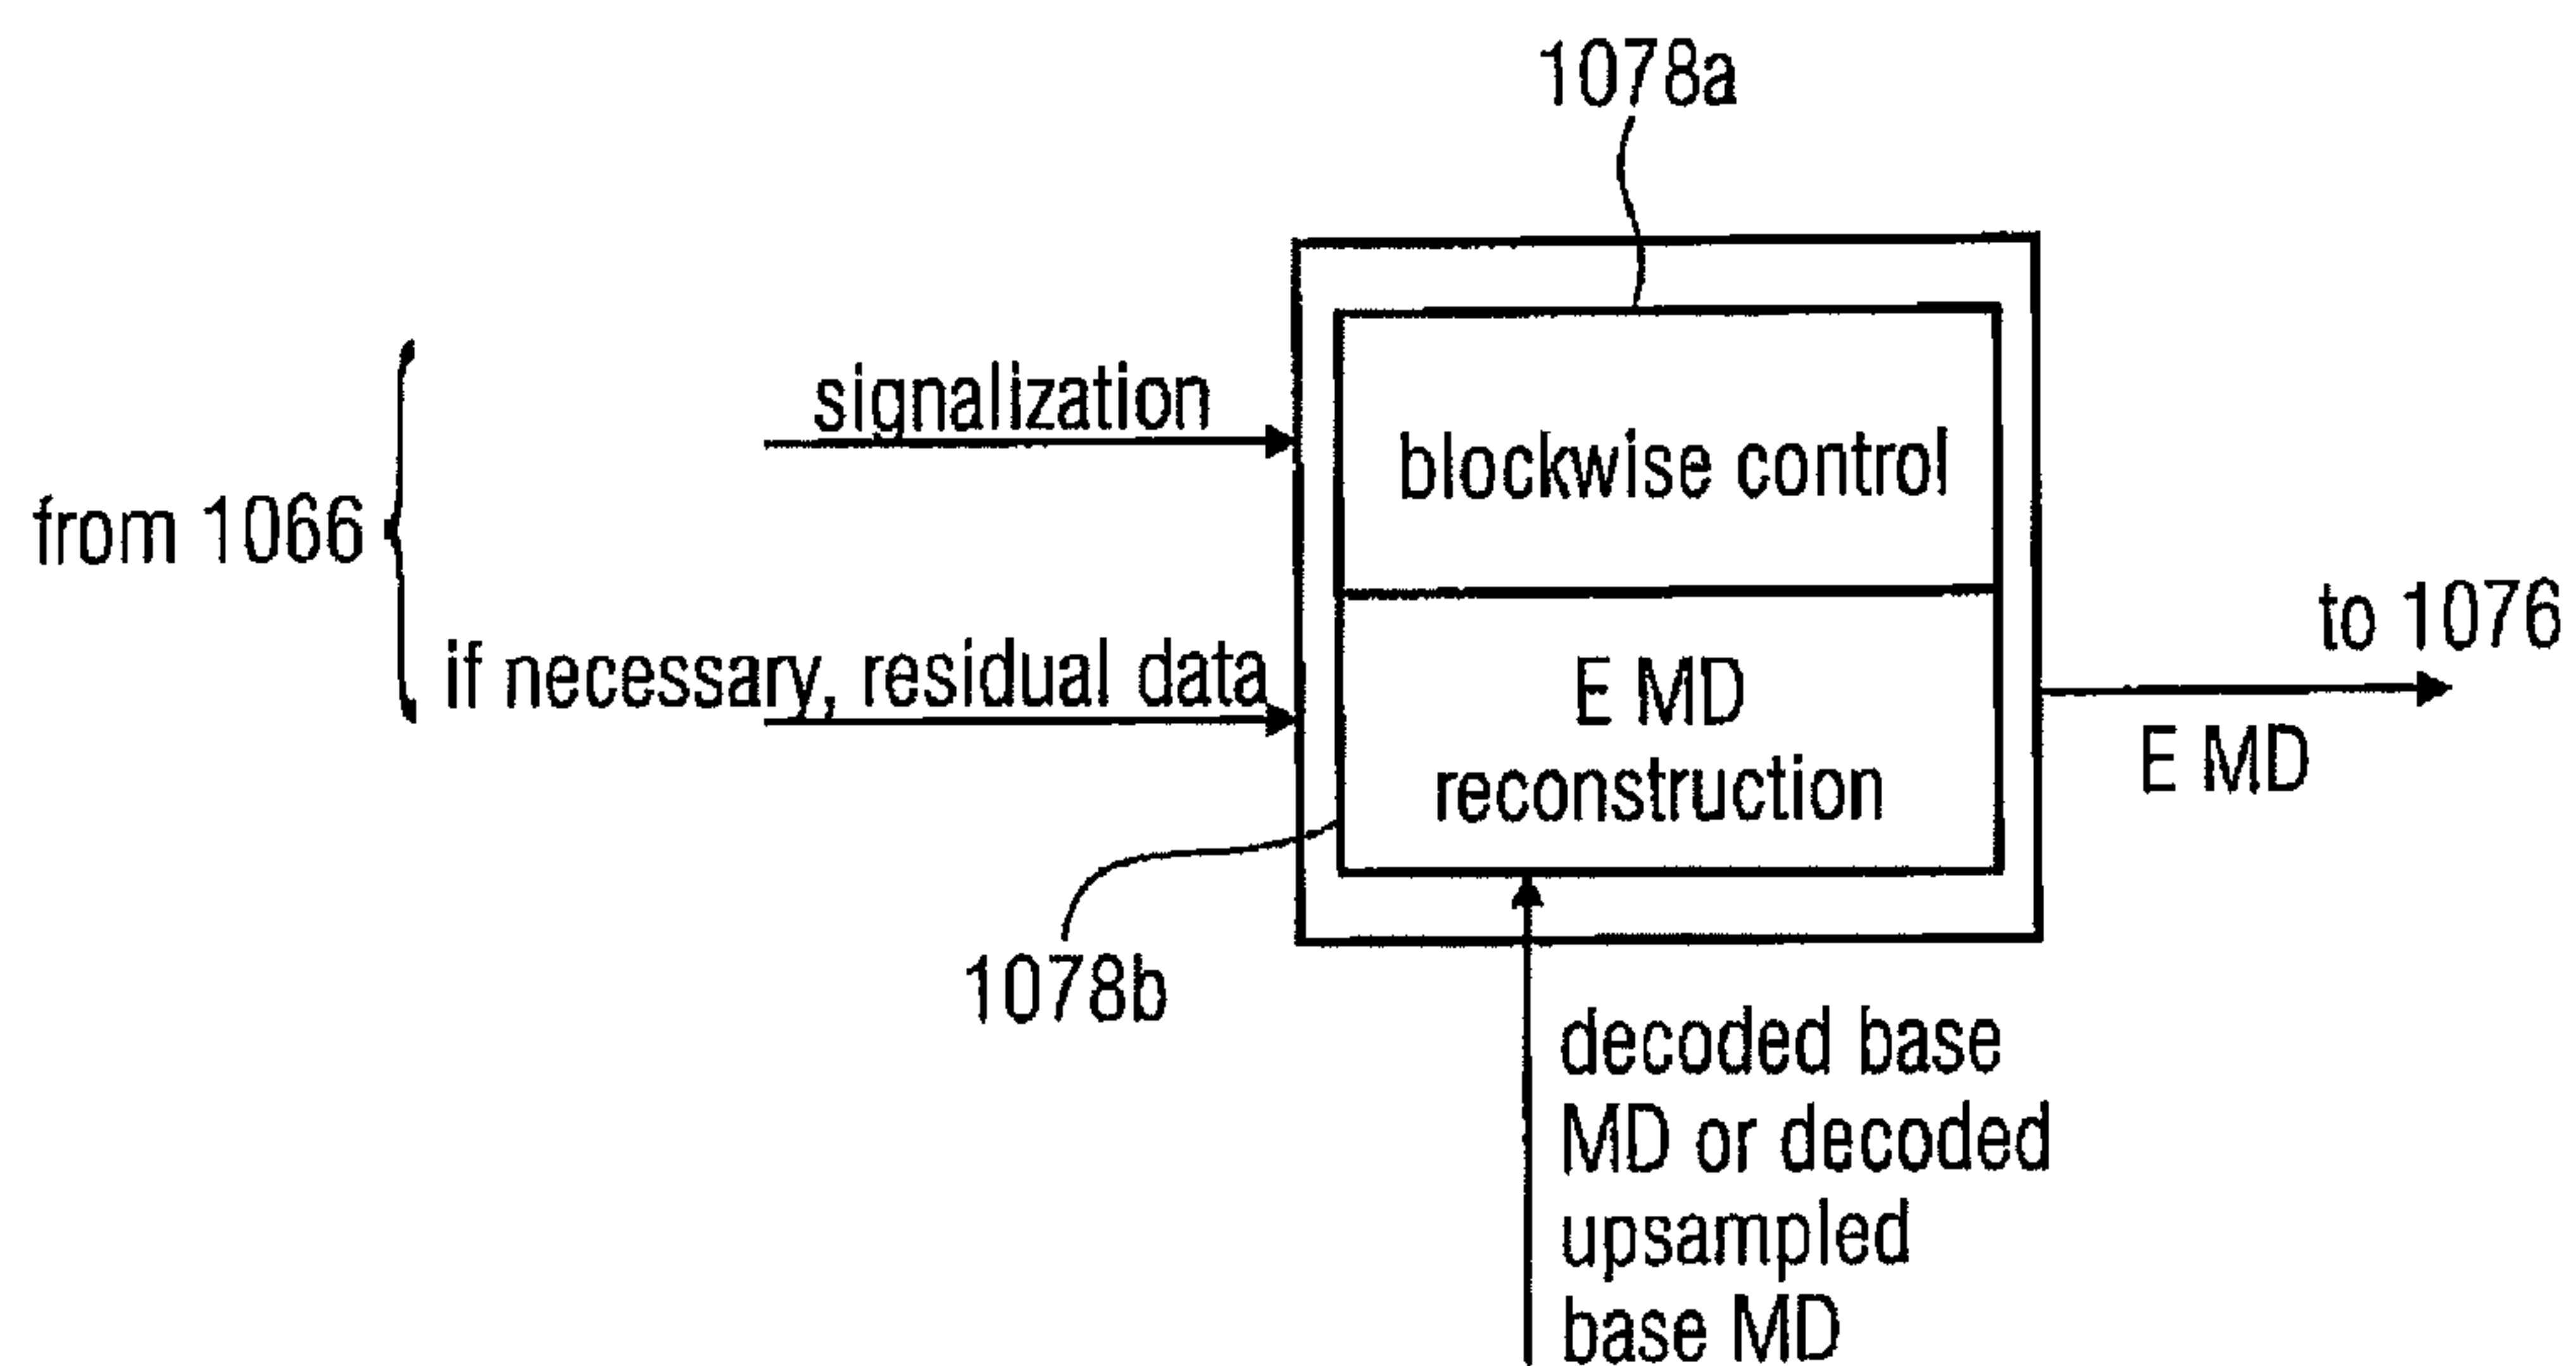 1078a
signalization
blockwise control
from 1066
to 1076
if necessary, residual data
E MD
reconstruction
E MD
1078b
decoded base
MD or decoded
upsampled
base MD